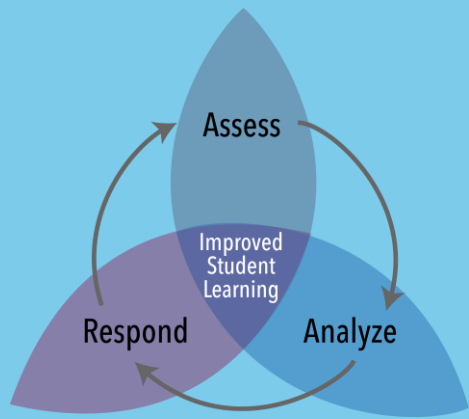 Assess
Improved
Student
Learning
Respond
Analyze